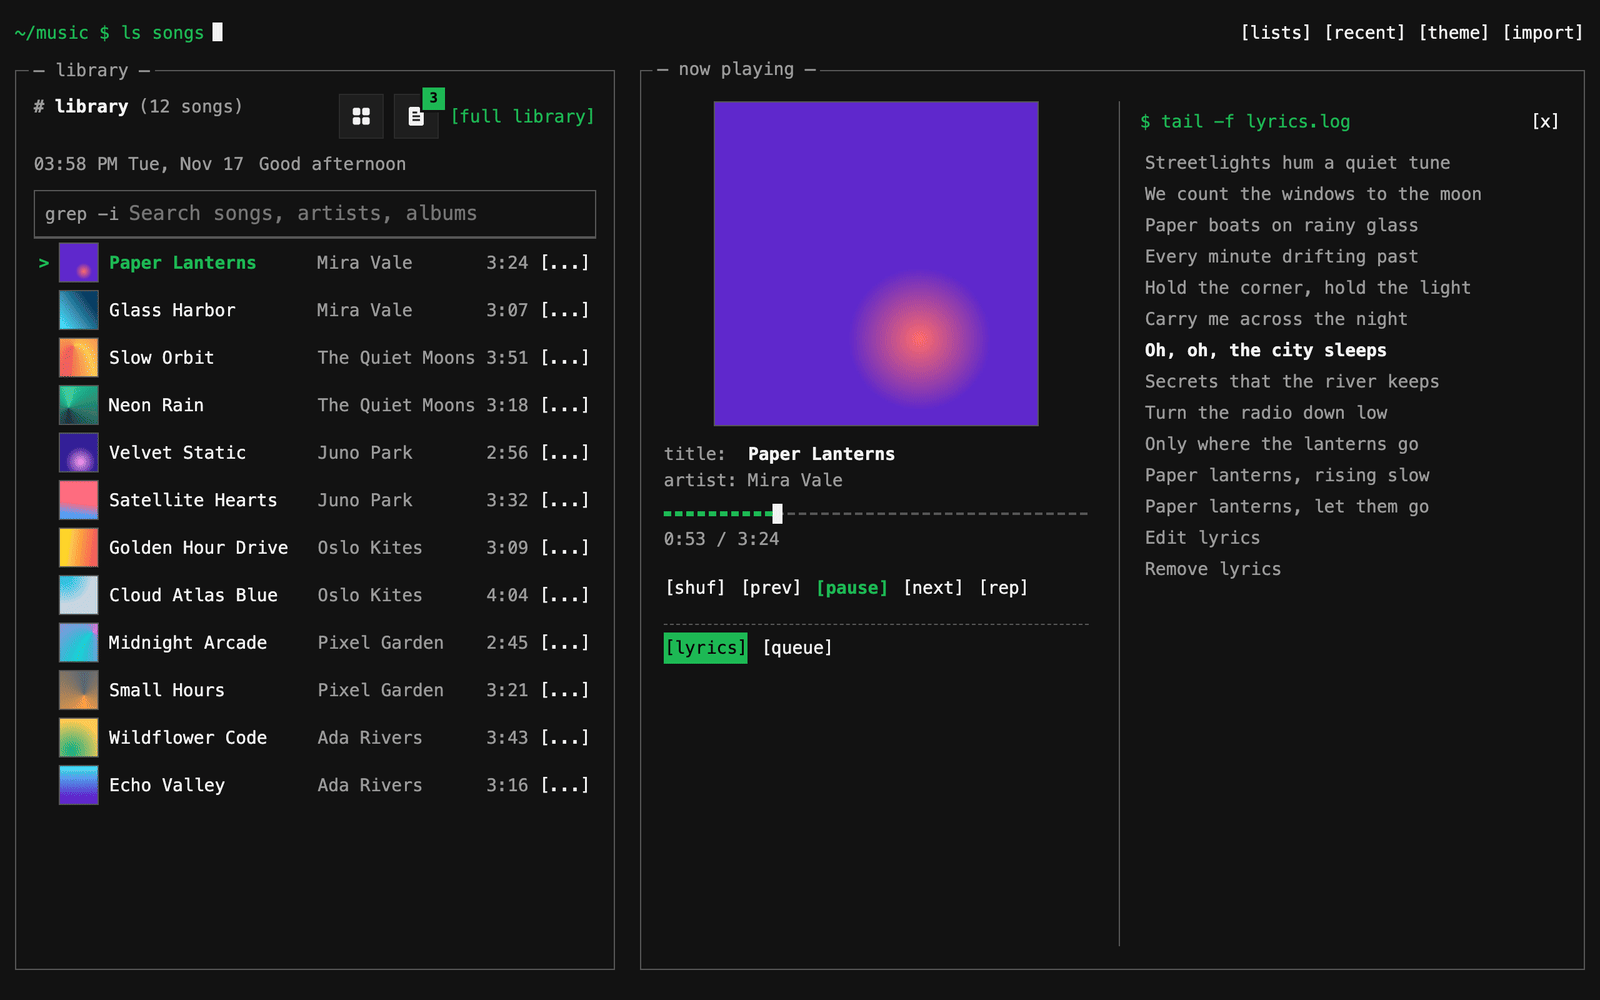 ~/music $ ls songs
[lists] [recent] [theme] [import]
— library —
# library (12 songs)
3
[full library]
03:58 PM Tue, Nov 17 Good afternoon
grep -i Search songs, artists, albums
> Paper Lanterns Mira Vale 3:24 [...]
Glass Harbor Mira Vale 3:07 [...]
Slow Orbit The Quiet Moons 3:51 [...]
Neon Rain The Quiet Moons 3:18 [...]
Velvet Static Juno Park 2:56 [...]
Satellite Hearts Juno Park 3:32 [...]
Golden Hour Drive Oslo Kites 3:09 [...]
Cloud Atlas Blue Oslo Kites 4:04 [...]
Midnight Arcade Pixel Garden 2:45 [...]
Small Hours Pixel Garden 3:21 [...]
Wildflower Code Ada Rivers 3:43 [...]
Echo Valley Ada Rivers 3:16 [...]
— now playing —
title: Paper Lanterns
artist: Mira Vale
0:53 / 3:24
[shuf] [prev] [pause] [next] [rep]
[lyrics] [queue]
$ tail -f lyrics.log [x]
Streetlights hum a quiet tune
We count the windows to the moon
Paper boats on rainy glass
Every minute drifting past
Hold the corner, hold the light
Carry me across the night
Oh, oh, the city sleeps
Secrets that the river keeps
Turn the radio down low
Only where the lanterns go
Paper lanterns, rising slow
Paper lanterns, let them go
Edit lyrics
Remove lyrics